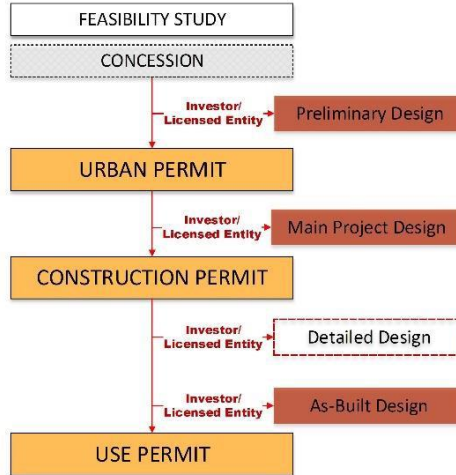 FEASIBILITY STUDY
CONCESSION
Investor/
Licensed Entity
Preliminary Design
URBAN PERMIT
Investor/
Licensed Entity
Main Project Design
CONSTRUCTION PERMIT
Investor/
Licensed Entity
Detailed Design
Investor/
Licensed Entity
As-Built Design
USE PERMIT